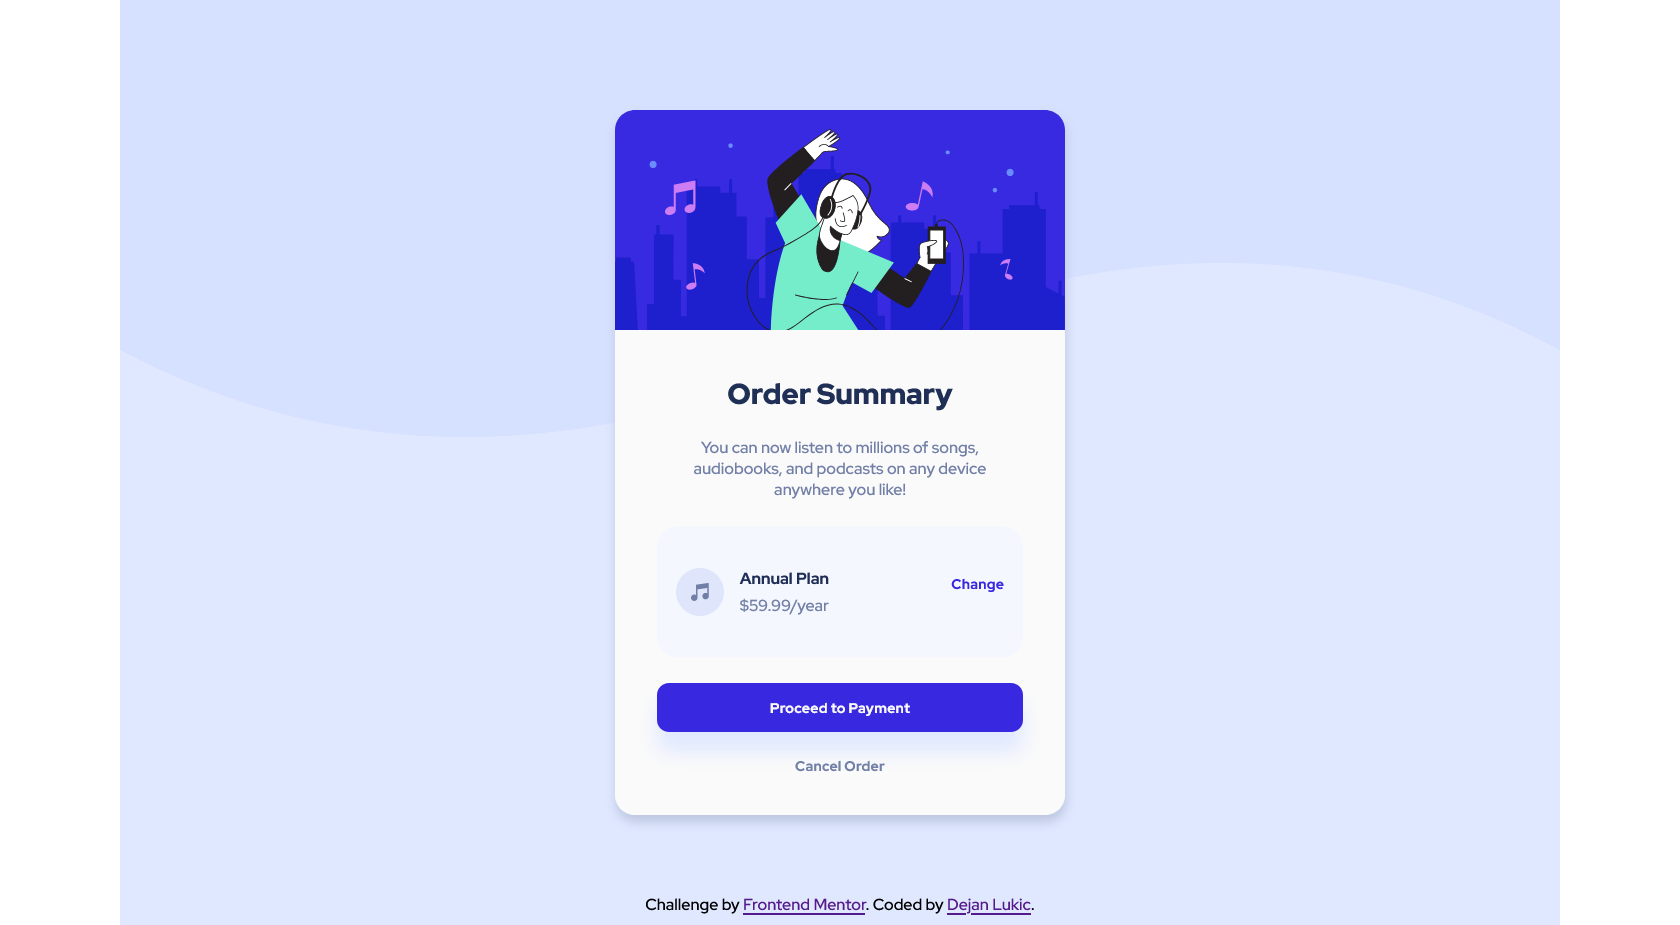 Order Summary
You can now listen to millions of songs,
audiobooks, and podcasts on any device
anywhere you like!
Annual Plan
$59.99/year
Change
Proceed to Payment
Cancel Order
Challenge by Frontend Mentor. Coded by Dejan Lukic.